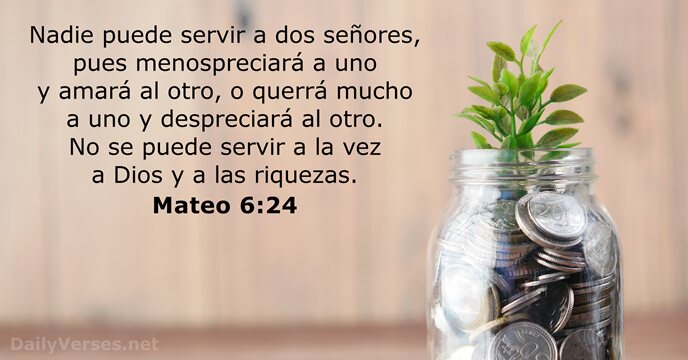 Nadie puede servir a dos señores,
pues menospreciará a uno
y amará al otro, o querrá mucho
a uno y despreciará al otro.
No se puede servir a la vez
a Dios y a las riquezas.
Mateo 6:24
DailyVerses.net